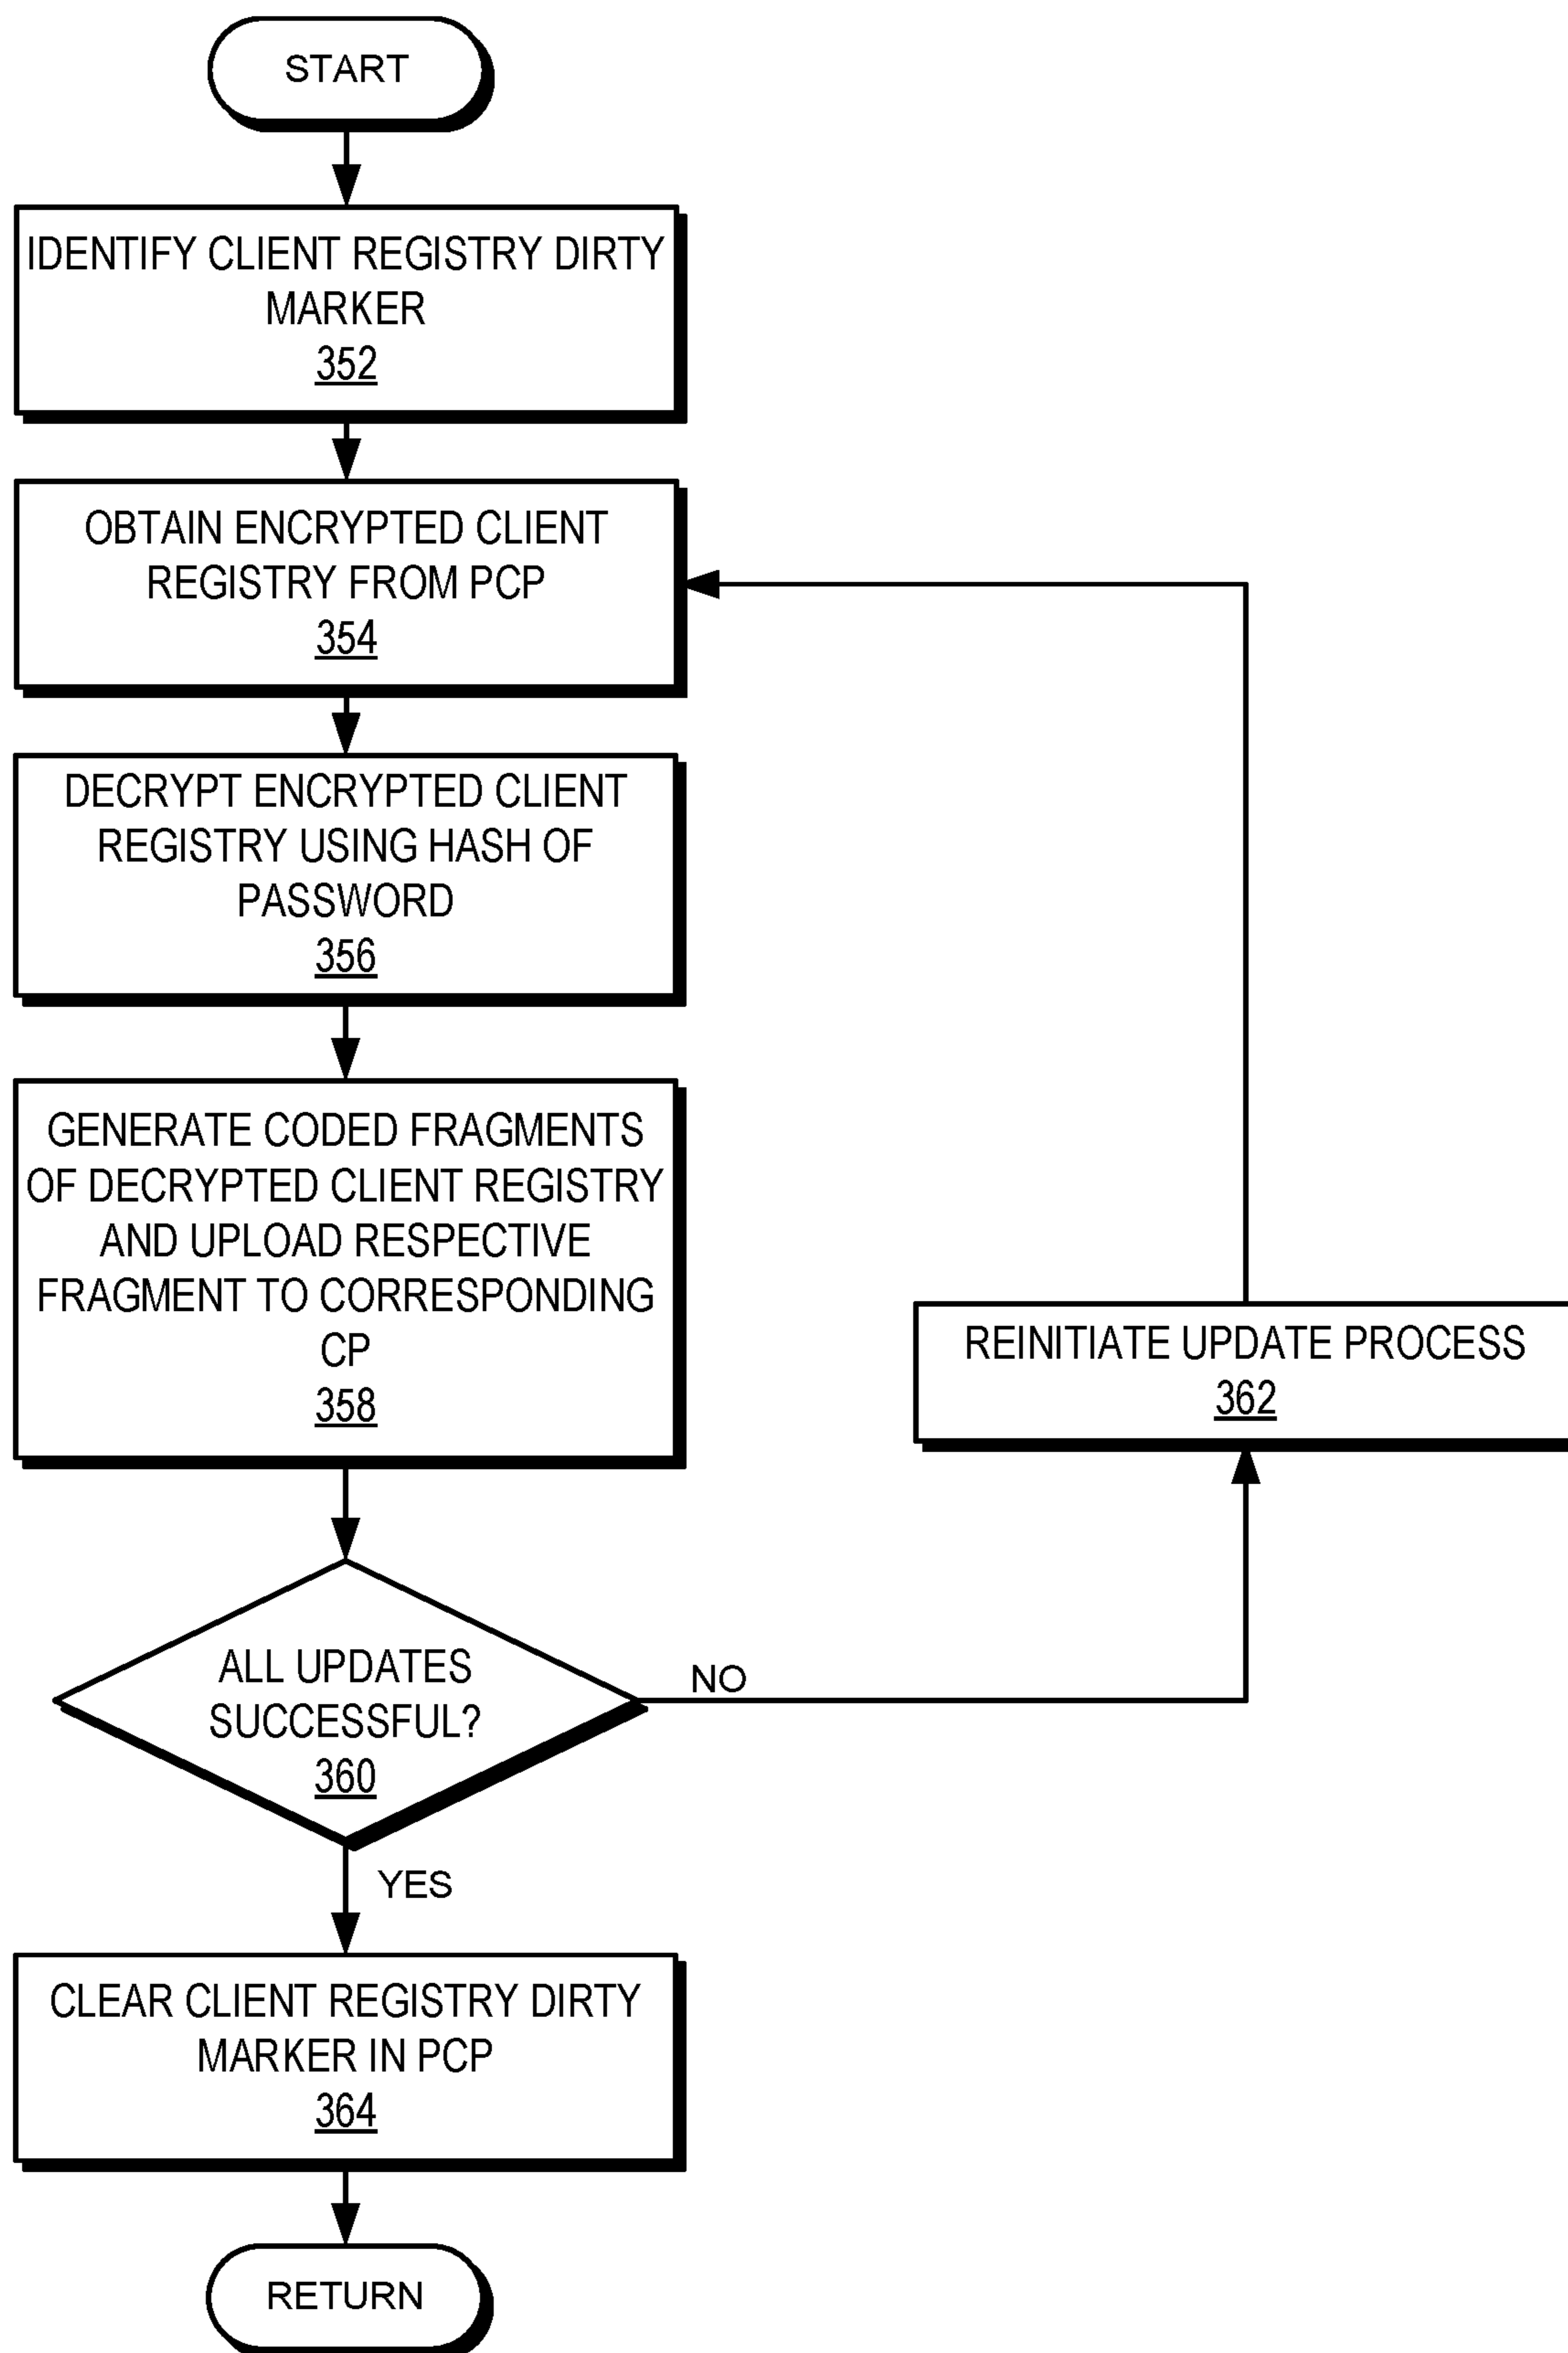 START
IDENTIFY CLIENT REGISTRY DIRTY
MARKER
352
OBTAIN ENCRYPTED CLIENT
REGISTRY FROM PCP
354
DECRYPT ENCRYPTED CLIENT
REGISTRY USING HASH OF
PASSWORD
356
GENERATE CODED FRAGMENTS
OF DECRYPTED CLIENT REGISTRY
AND UPLOAD RESPECTIVE
FRAGMENT TO CORRESPONDING
CP
358
REINITIATE UPDATE PROCESS
362
ALL UPDATES
SUCCESSFUL?
360
NO
YES
CLEAR CLIENT REGISTRY DIRTY
MARKER IN PCP
364
RETURN